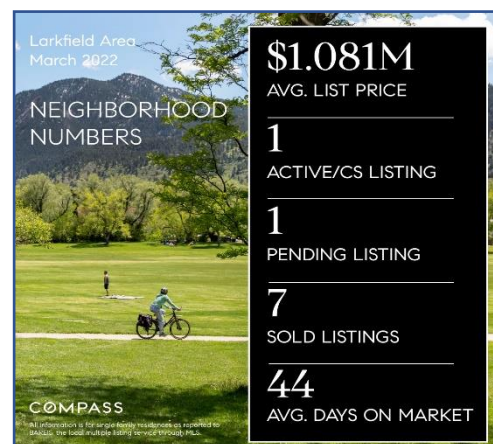 Larkfield Area
March 2022
NEIGHBORHOOD
NUMBERS
$1.081M
AVG. LIST PRICE
1
ACTIVE/CS LISTING
1
PENDING LISTING
7
SOLD LISTINGS
44
AVG. DAYS ON MARKET
COMPASS
All information is for single family residences as reported to
BAREIS, the local multiple listing service through MLS.